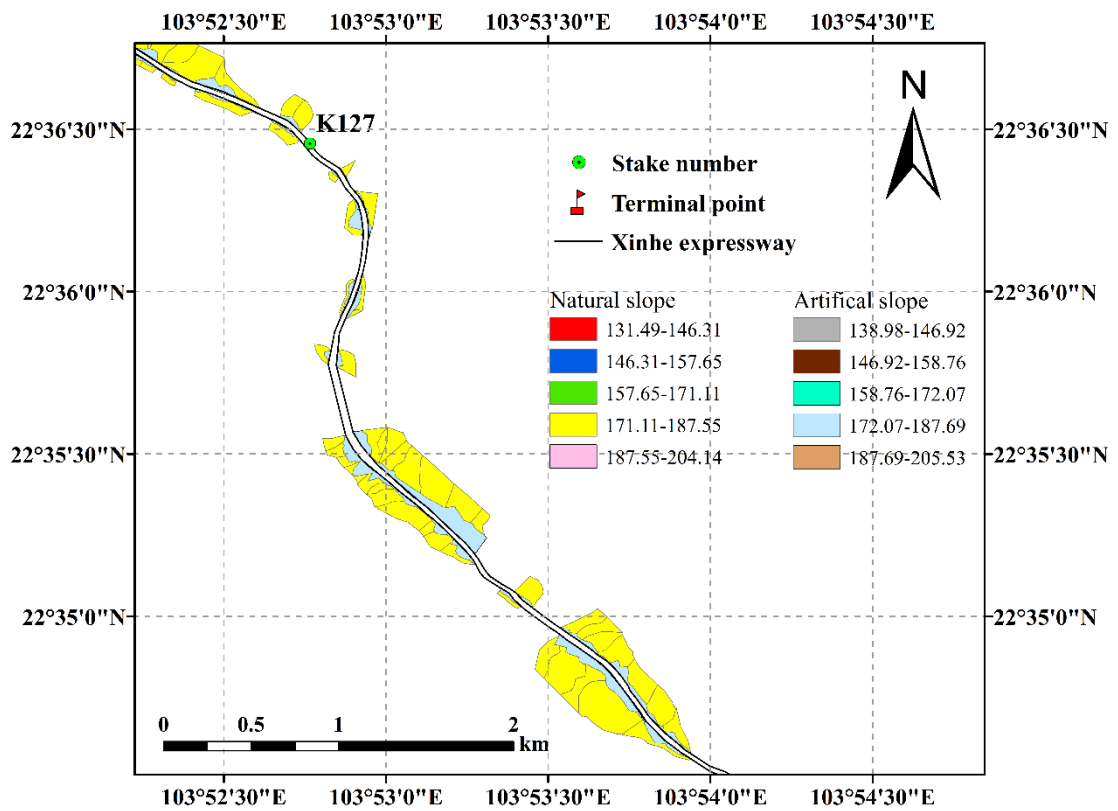 103°52'30"E 103°53'0"E 103°53'30"E 103°54'0"E 103°54'30"E
N
22°36'30"N 22°36'30"N
K127
Stake number
Terminal point
Xinhe expressway
22°36'0"N 22°36'0"N
Natural slope Artifical slope
131.49-146.31 138.98-146.92
146.31-157.65 146.92-158.76
157.65-171.11 158.76-172.07
171.11-187.55 172.07-187.69
187.55-204.14 187.69-205.53
22°35'30"N 22°35'30"N
22°35'0"N 22°35'0"N
0 0.5 1 2
km
103°52'30"E 103°53'0"E 103°53'30"E 103°54'0"E 103°54'30"E